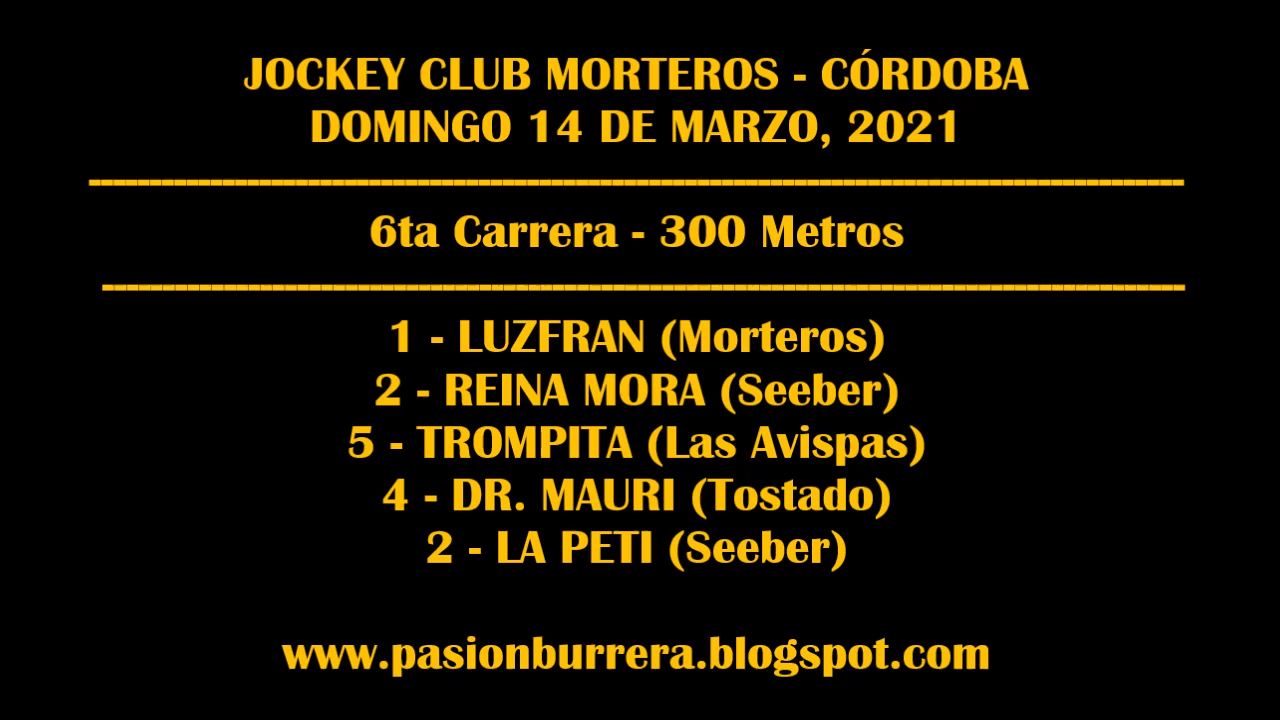 JOCKEY CLUB MORTEROS - CÓRDOBA
DOMINGO 14 DE MARZO, 2021
6ta Carrera - 300 Metros
1 - LUZFRAN (Morteros)
2 - REINA MORA (Seeber)
5 - TROMPITA (Las Avispas)
4 - DR. MAURI (Tostado)
2 - LA PETI (Seeber)
www.pasionburrera.blogspot.com